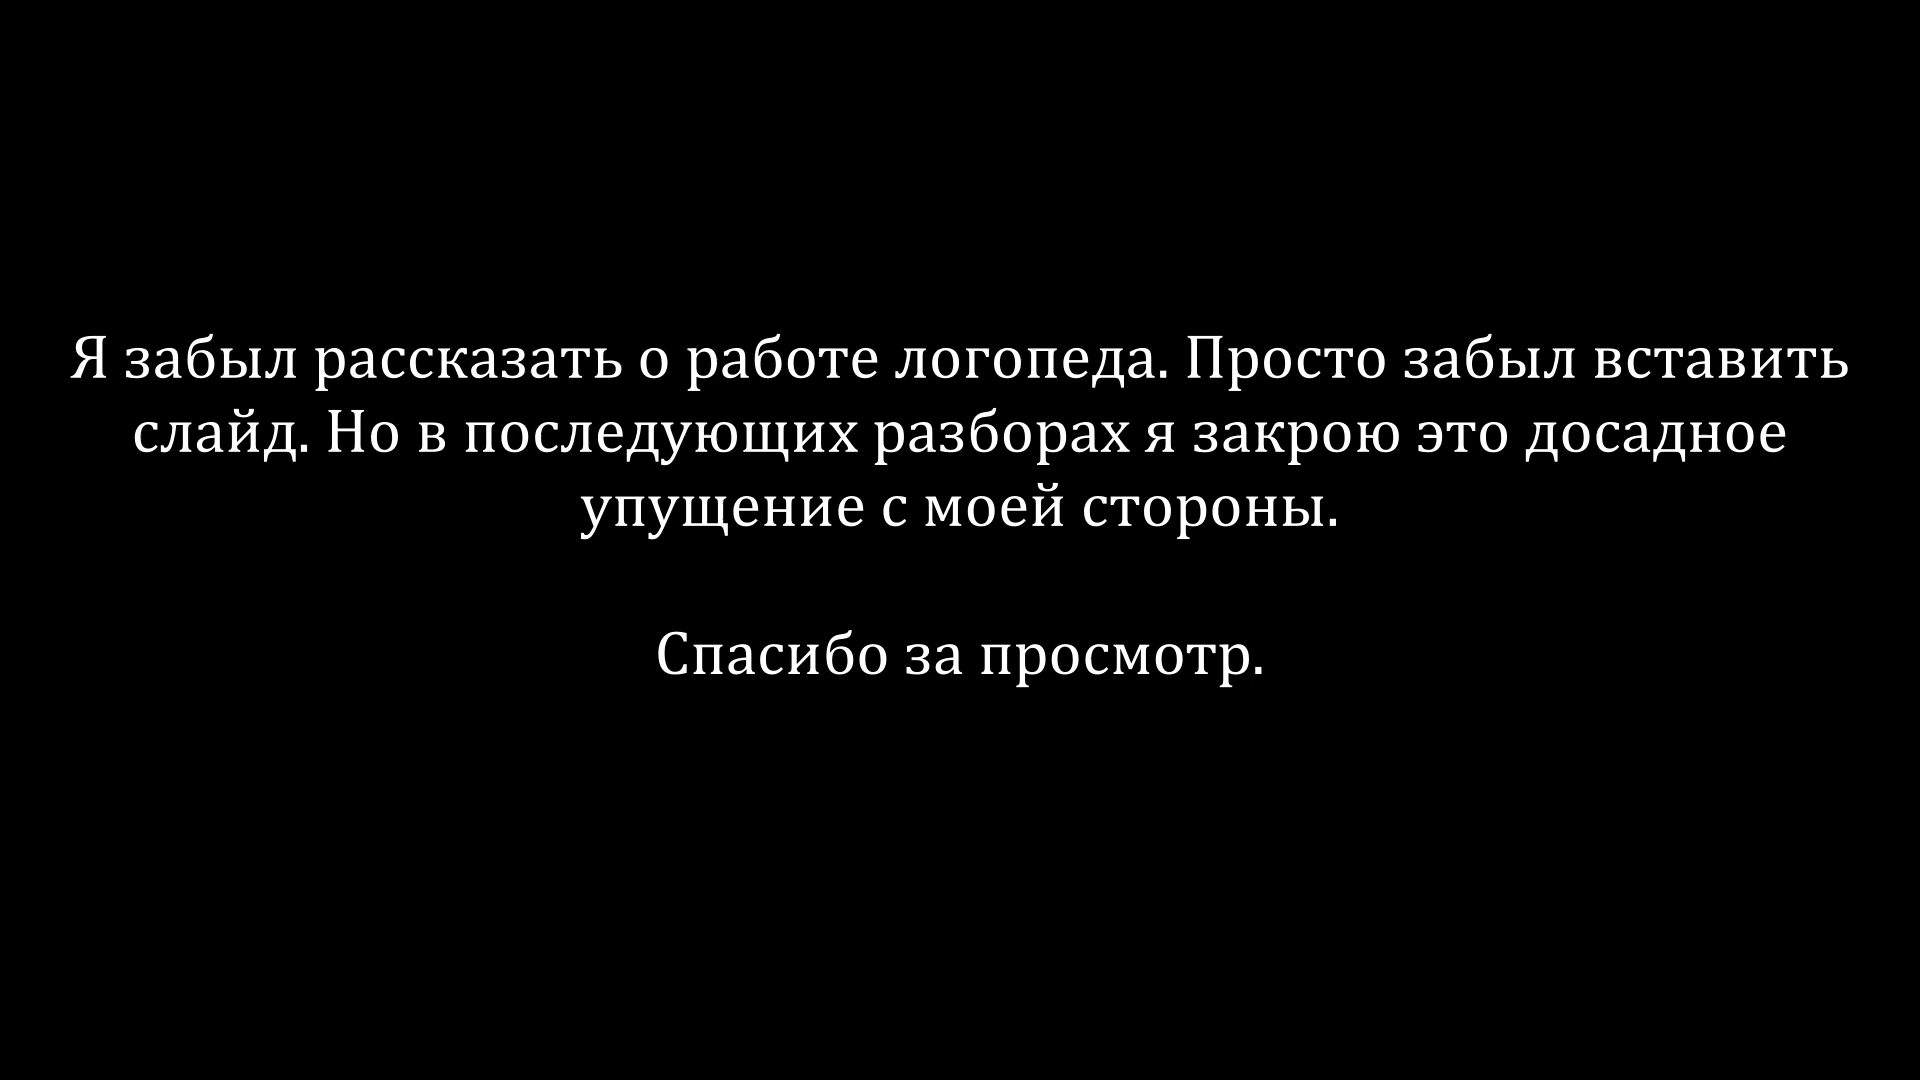 Я забыл рассказать о работе логопеда. Просто забыл вставить
слайд. Но в последующих разборах я закрою это досадное
упущение с моей стороны.
Спасибо за просмотр.